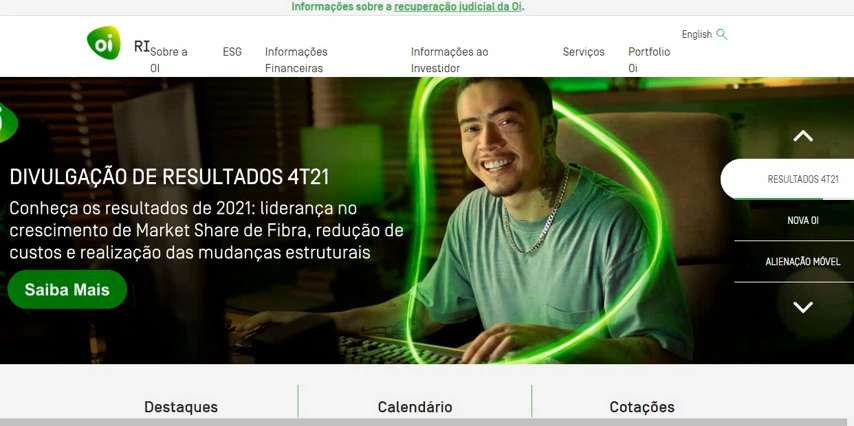 Informações sobre a recuperação judicial da Oi.
English
oi RI
Sobre a
OI
ESG
Informações
Financeiras
Informações ao
Investidor
Serviços
Portfolio
Oi
DIVULGAÇÃO DE RESULTADOS 4T21
Conheça os resultados de 2021: liderança no
crescimento de Market Share de Fibra, redução de
custos e realização das mudanças estruturais
Saiba Mais
RESULTADOS 4T21
NOVA OI
ALIENAÇÃO MÓVEL
Destaques
Calendário
Cotações